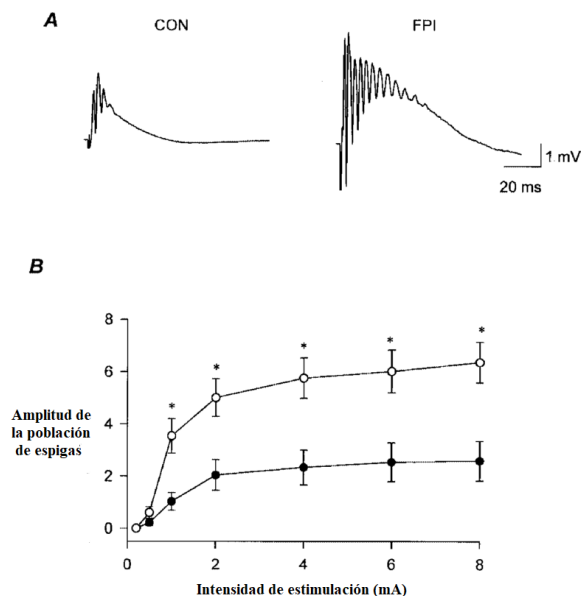 A
CON
FPI
1 mV
20 ms
B
8
6
4
2
0
* * * * *
Amplitud de
la población
de espigas
0 2 4 6 8
Intensidad de estimulación (mA)